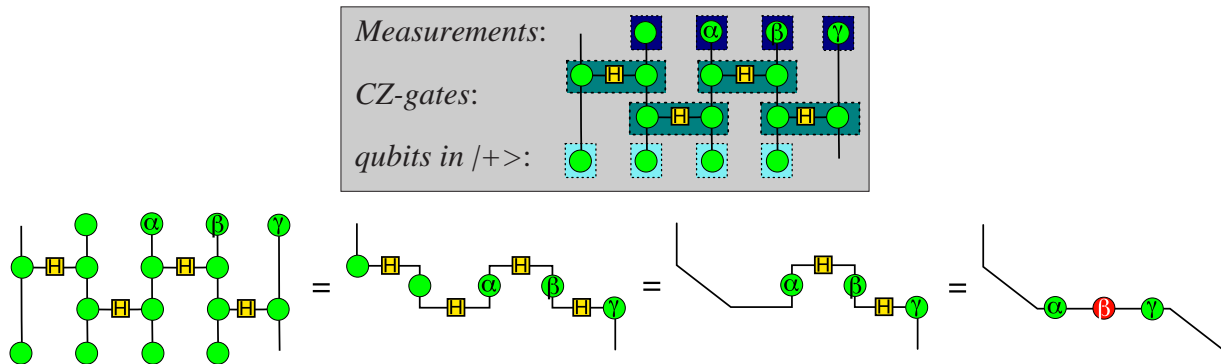 Measurements: α β γ
H H
CZ-gates:
H H
qubits in |+>:
α β γ
H H
H H
=
H H
α β
H H γ
=
H
α β
H γ
=
α β γ